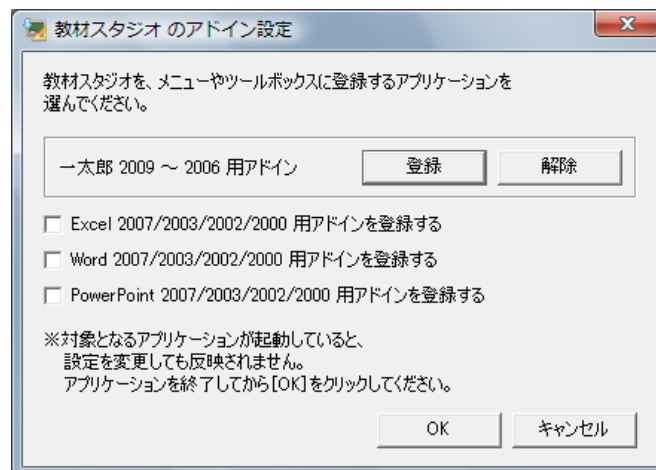 教材スタジオ のアドイン設定
教材スタジオを、メニューやツールボックスに登録するアプリケーションを
選んでください。
一太郎 2009 ～ 2006 用アドイン
登録
解除
Excel 2007/2003/2002/2000 用アドインを登録する
Word 2007/2003/2002/2000 用アドインを登録する
PowerPoint 2007/2003/2002/2000 用アドインを登録する
※対象となるアプリケーションが起動していると、
設定を変更しても反映されません。
アプリケーションを終了してから[OK]をクリックしてください。
OK
キャンセル